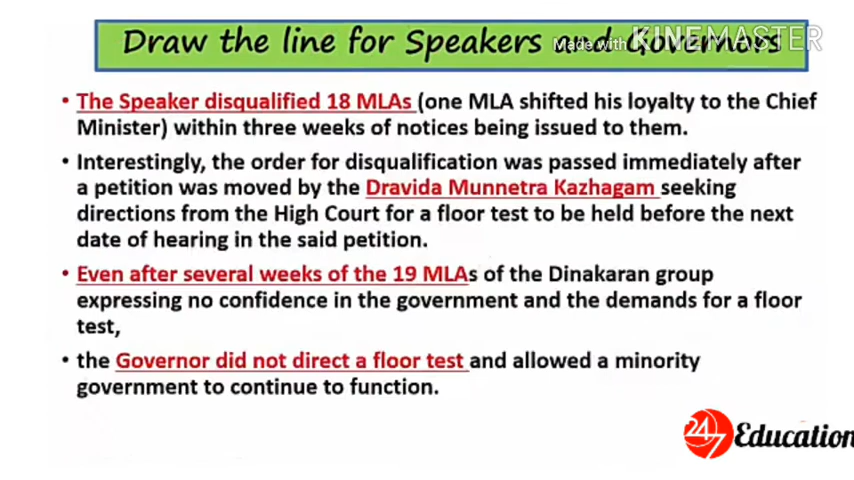 Draw the line for Speakers and Governors
Made with KINEMASTER
• The Speaker disqualified 18 MLAs (one MLA shifted his loyalty to the Chief
Minister) within three weeks of notices being issued to them.
• Interestingly, the order for disqualification was passed immediately after
a petition was moved by the Dravida Munnetra Kazhagam seeking
directions from the High Court for a floor test to be held before the next
date of hearing in the said petition.
• Even after several weeks of the 19 MLAs of the Dinakaran group
expressing no confidence in the government and the demands for a floor
test,
• the Governor did not direct a floor test and allowed a minority
government to continue to function.
24/7 Education